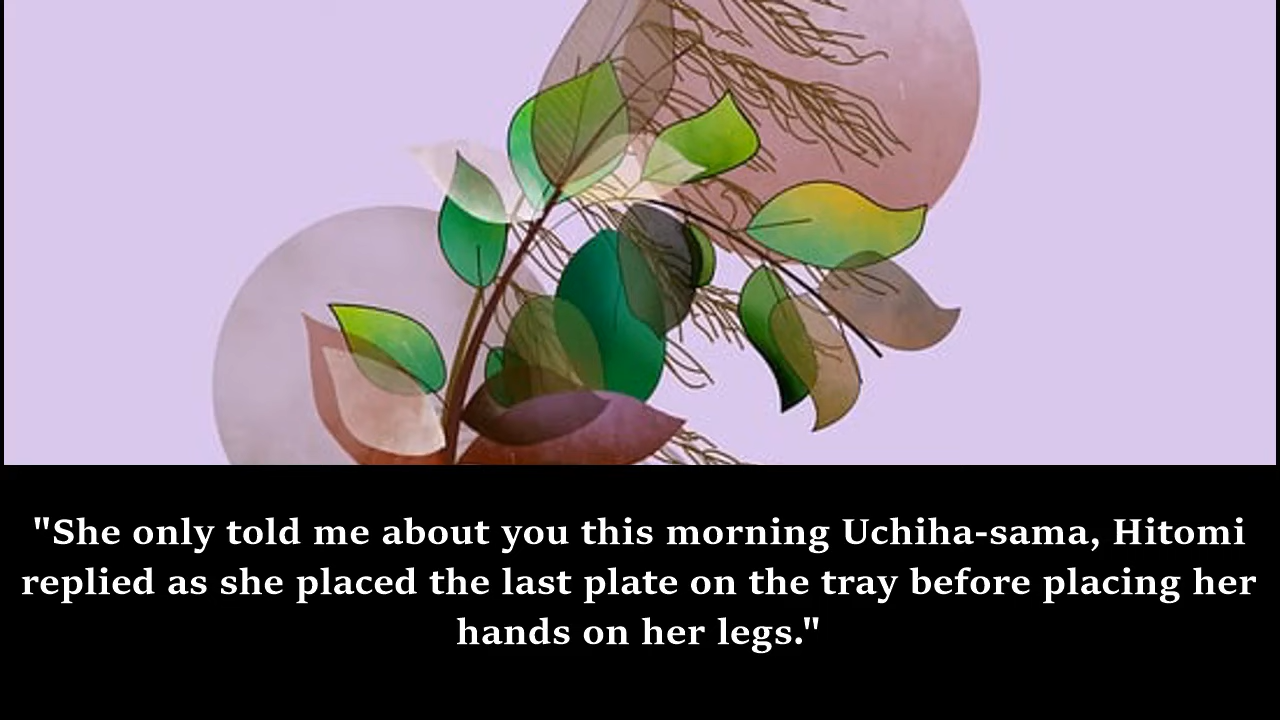 "She only told me about you this morning Uchiha-sama, Hitomi
replied as she placed the last plate on the tray before placing her
hands on her legs."